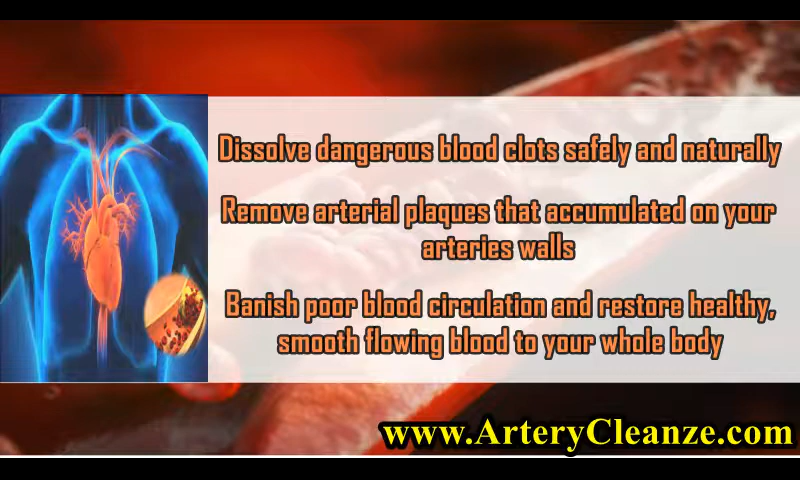 Dissolve dangerous blood clots safely and naturally
Remove arterial plaques that accumulated on your
arteries walls
Banish poor blood circulation and restore healthy,
smooth flowing blood to your whole body
www.ArteryCleanze.com